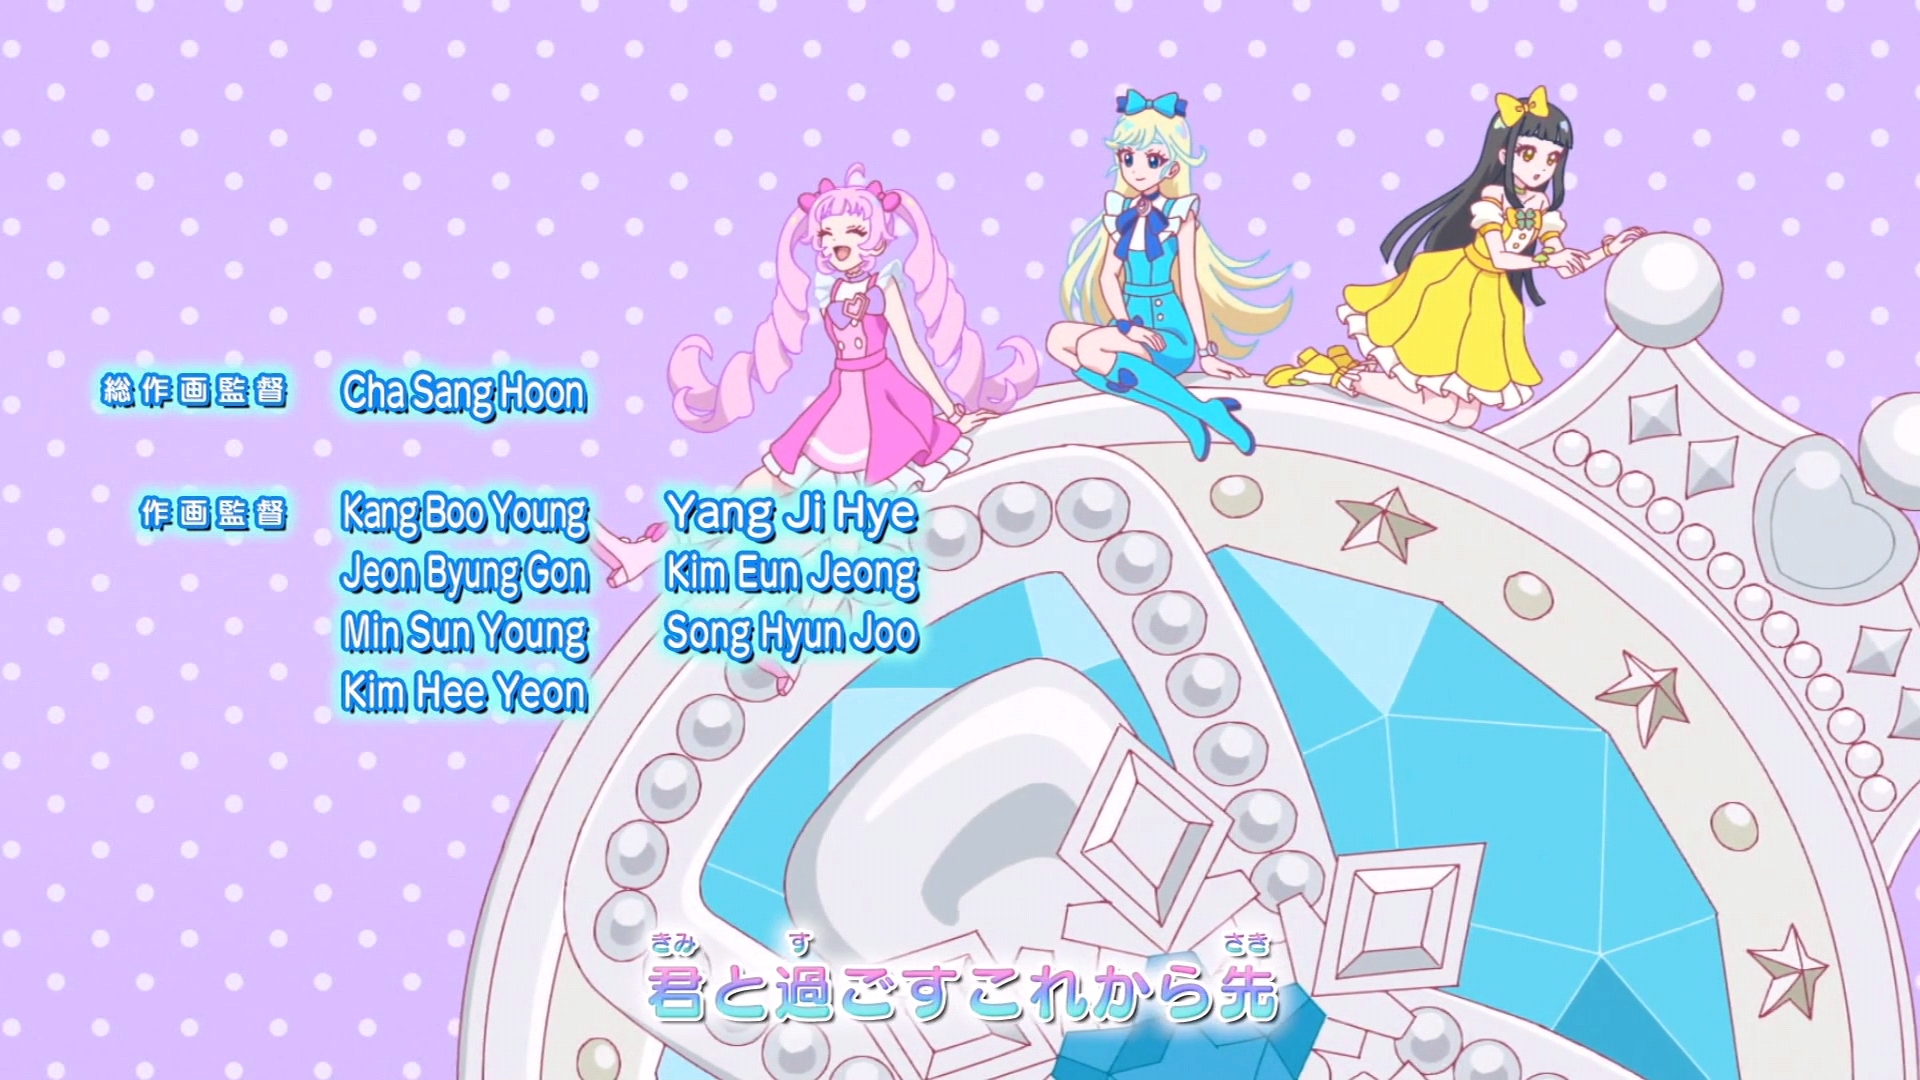 総作画監督 Cha Sang Hoon
作画監督 Kang Boo Young Yang Ji Hye
Jeon Byung Gon Kim Eun Jeong
Min Sun Young Song Hyun Joo
Kim Hee Yeon
きみ す さき
君と過ごすこれから先